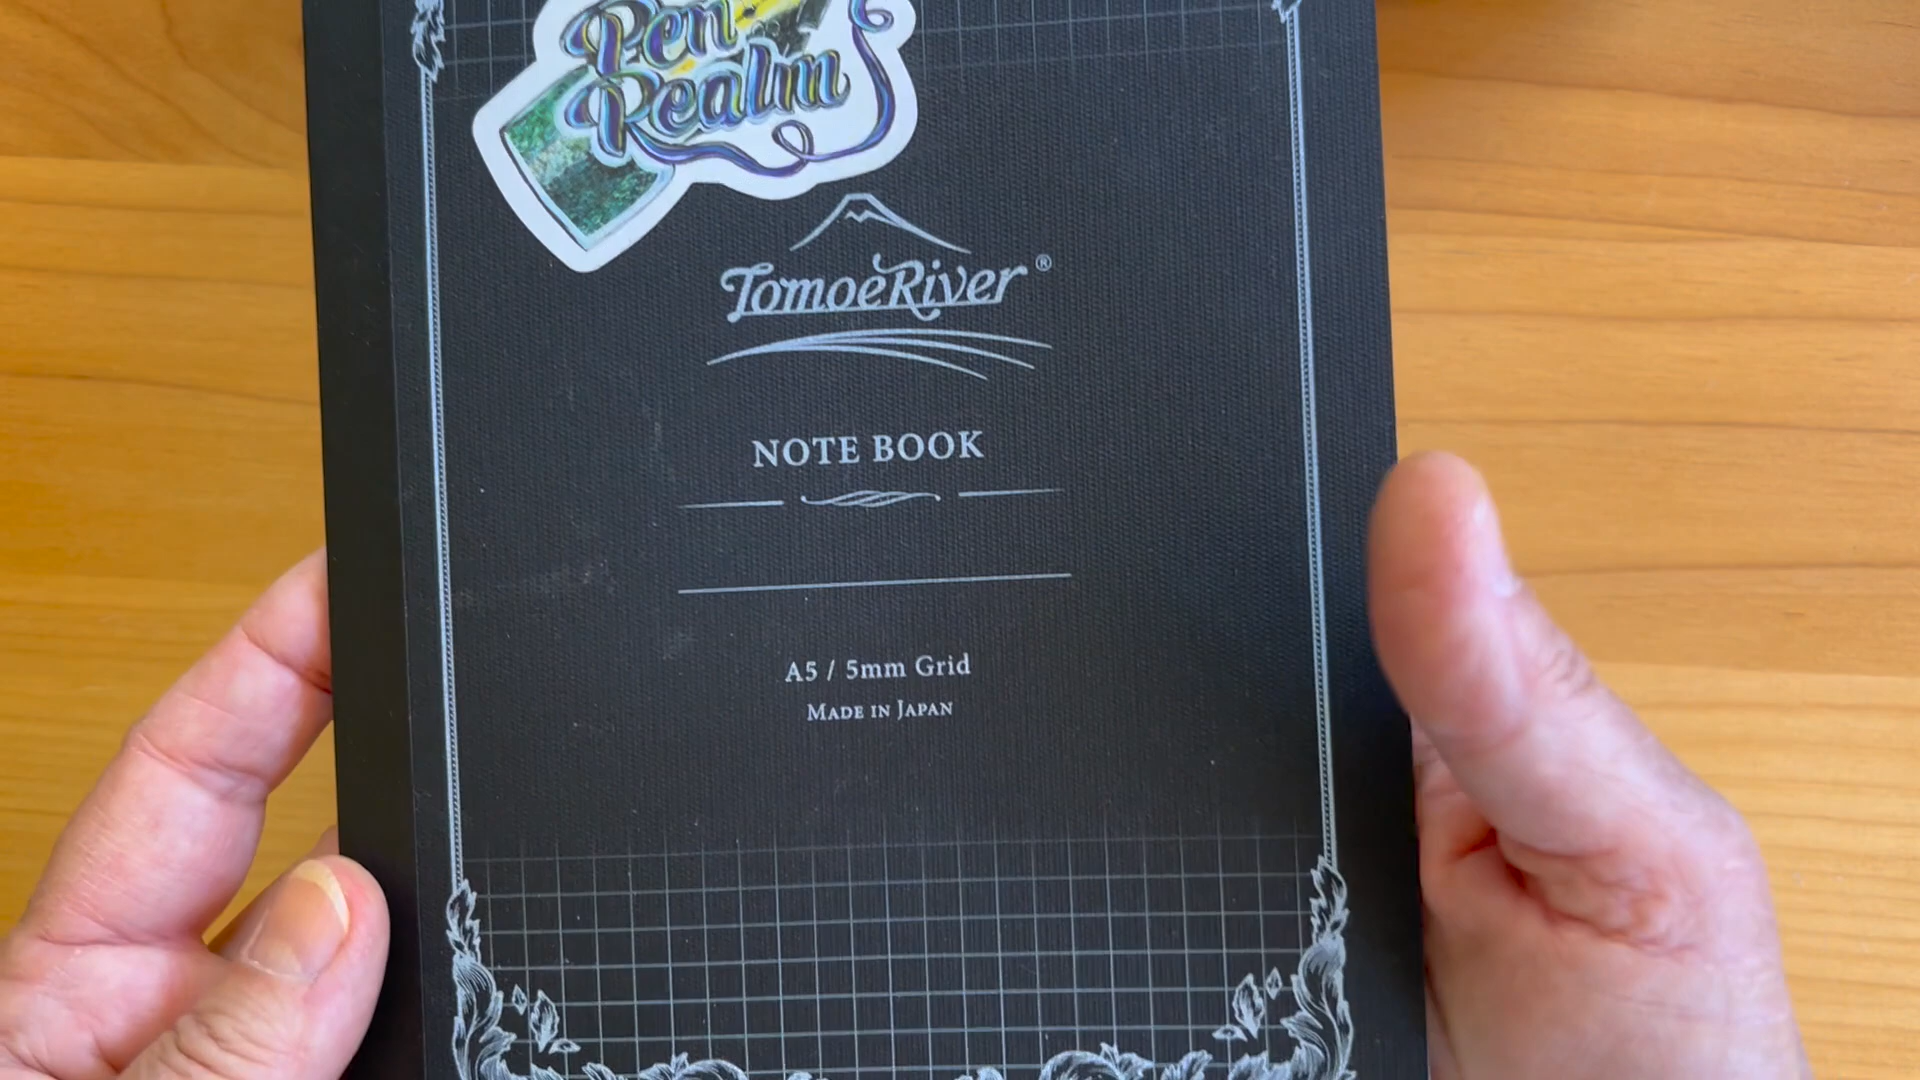 Pen
Realm
TomoeRiver®
NOTE BOOK
A5 / 5mm Grid
MADE IN JAPAN